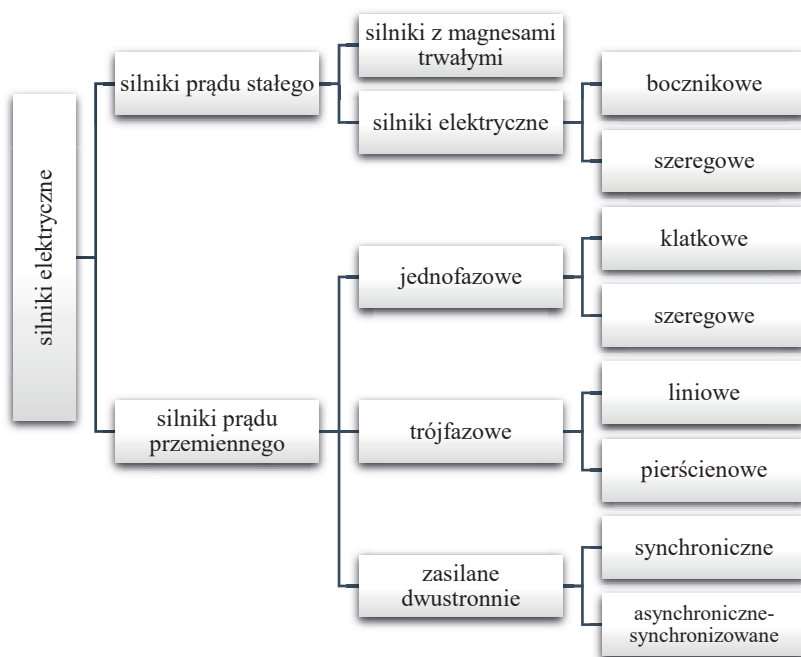 silniki elektryczne
silniki prądu stałego
silniki z magnesami
trwałymi
silniki elektryczne
bocznikowe
szeregowe
silniki prądu
przemiennego
jednofazowe
klatkowe
szeregowe
trójfazowe
liniowe
pierścienowe
zasilane
dwustronnie
synchroniczne
asynchroniczne-
synchronizowane